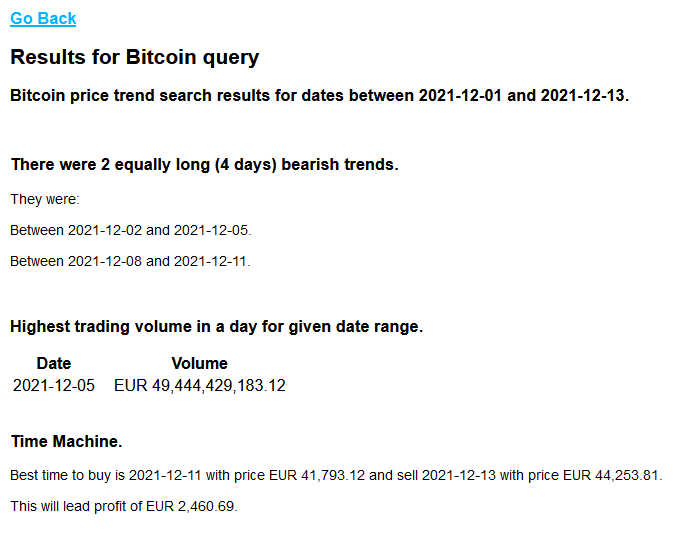 Go Back
Results for Bitcoin query
Bitcoin price trend search results for dates between 2021-12-01 and 2021-12-13.
There were 2 equally long (4 days) bearish trends.
They were:
Between 2021-12-02 and 2021-12-05.
Between 2021-12-08 and 2021-12-11.
Highest trading volume in a day for given date range.
Date Volume
2021-12-05 EUR 49,444,429,183.12
Time Machine.
Best time to buy is 2021-12-11 with price EUR 41,793.12 and sell 2021-12-13 with price EUR 44,253.81.
This will lead profit of EUR 2,460.69.